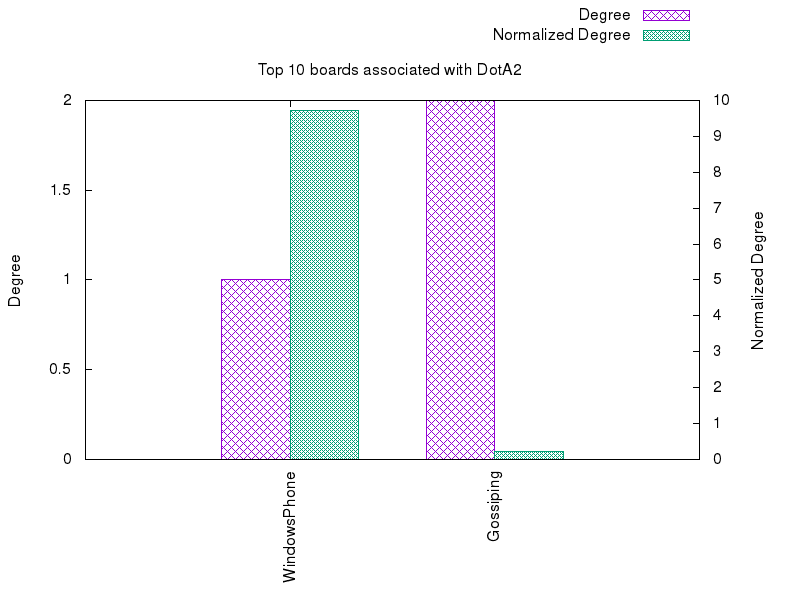 Degree
Normalized Degree
Top 10 boards associated with DotA2
2
1.5
1
0.5
0
10
9
8
7
6
5
4
3
2
1
0
Degree
Normalized Degree
WindowsPhone
Gossiping